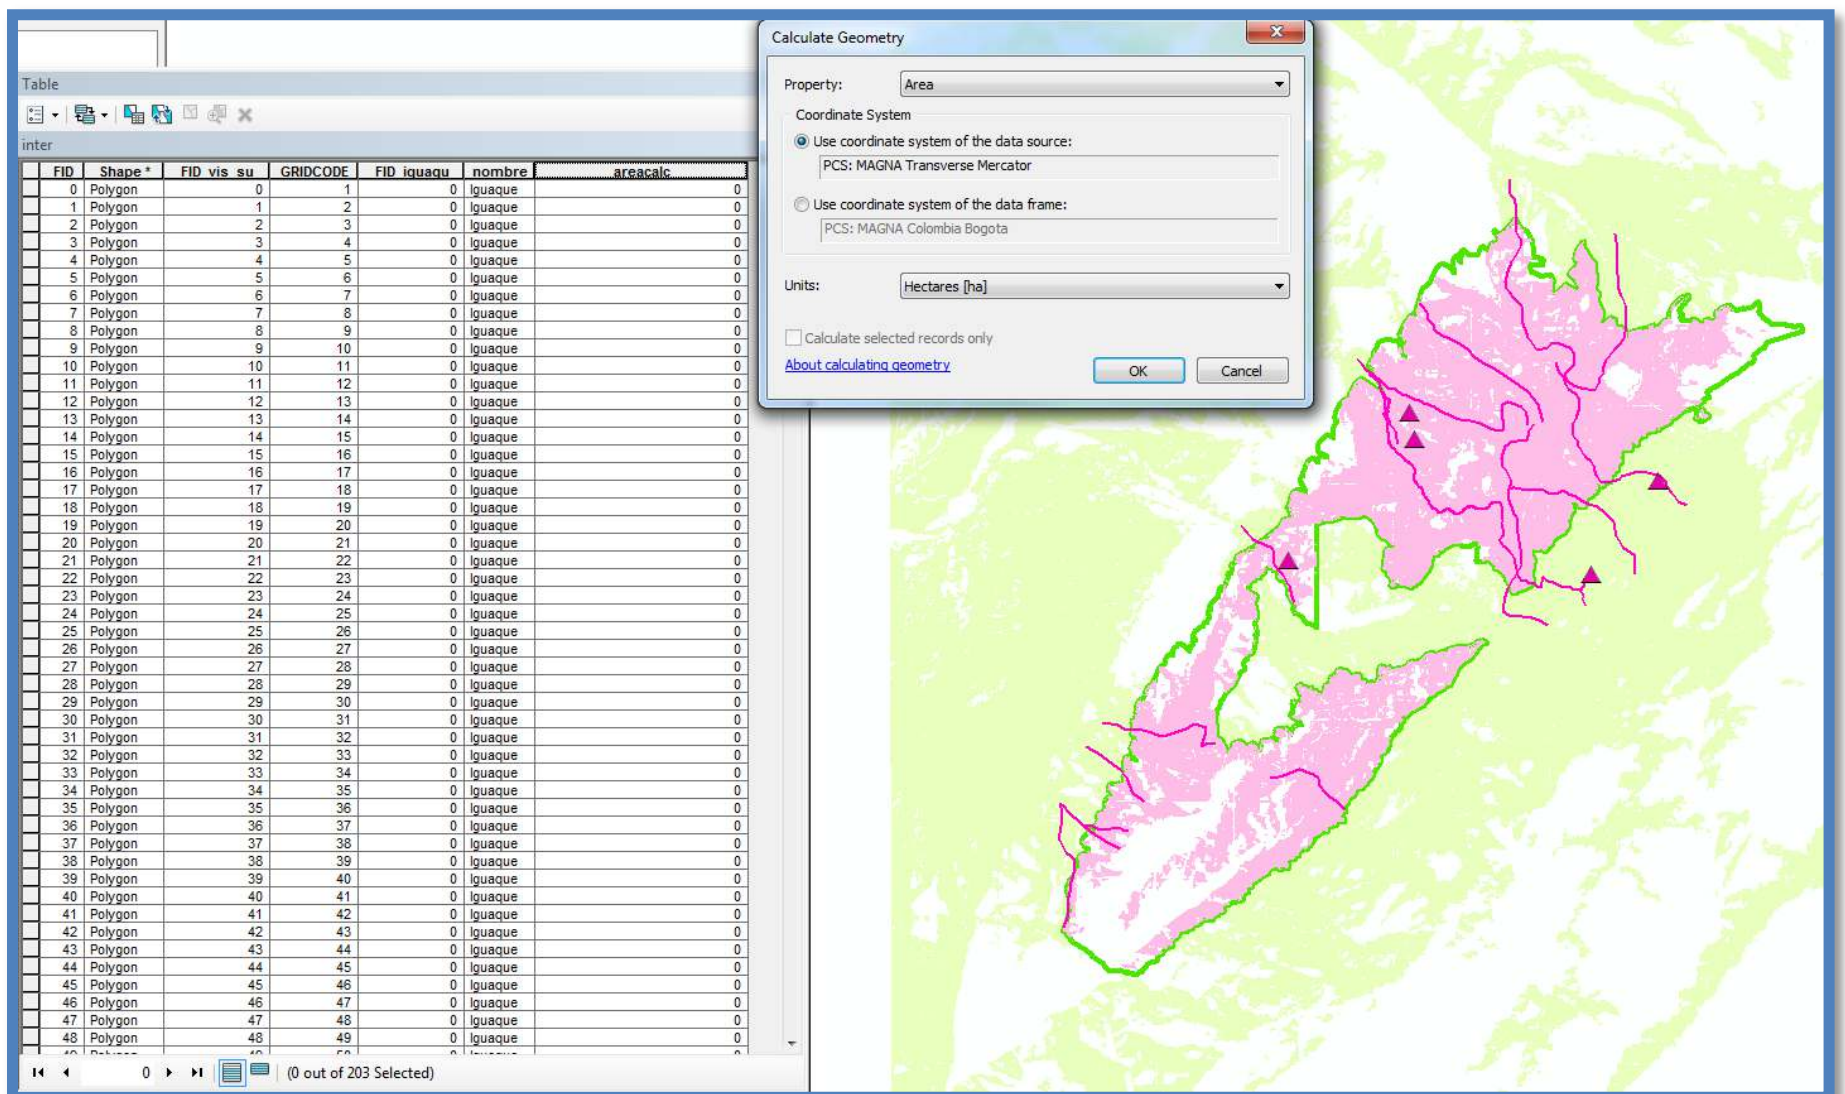 Table
inter
FID Shape * FID_vis_su GRIDCODE FID_iguaqu nombre areacalc
0 Polygon 0 1 0 Iguaque 0
1 Polygon 1 2 0 Iguaque 0
2 Polygon 2 3 0 Iguaque 0
3 Polygon 3 4 0 Iguaque 0
4 Polygon 4 5 0 Iguaque 0
5 Polygon 5 6 0 Iguaque 0
6 Polygon 6 7 0 Iguaque 0
7 Polygon 7 8 0 Iguaque 0
8 Polygon 8 9 0 Iguaque 0
9 Polygon 9 10 0 Iguaque 0
10 Polygon 10 11 0 Iguaque 0
11 Polygon 11 12 0 Iguaque 0
12 Polygon 12 13 0 Iguaque 0
13 Polygon 13 14 0 Iguaque 0
14 Polygon 14 15 0 Iguaque 0
15 Polygon 15 16 0 Iguaque 0
16 Polygon 16 17 0 Iguaque 0
17 Polygon 17 18 0 Iguaque 0
18 Polygon 18 19 0 Iguaque 0
19 Polygon 19 20 0 Iguaque 0
20 Polygon 20 21 0 Iguaque 0
21 Polygon 21 22 0 Iguaque 0
22 Polygon 22 23 0 Iguaque 0
23 Polygon 23 24 0 Iguaque 0
24 Polygon 24 25 0 Iguaque 0
25 Polygon 25 26 0 Iguaque 0
26 Polygon 26 27 0 Iguaque 0
27 Polygon 27 28 0 Iguaque 0
28 Polygon 28 29 0 Iguaque 0
29 Polygon 29 30 0 Iguaque 0
30 Polygon 30 31 0 Iguaque 0
31 Polygon 31 32 0 Iguaque 0
32 Polygon 32 33 0 Iguaque 0
33 Polygon 33 34 0 Iguaque 0
34 Polygon 34 35 0 Iguaque 0
35 Polygon 35 36 0 Iguaque 0
36 Polygon 36 37 0 Iguaque 0
37 Polygon 37 38 0 Iguaque 0
38 Polygon 38 39 0 Iguaque 0
39 Polygon 39 40 0 Iguaque 0
40 Polygon 40 41 0 Iguaque 0
41 Polygon 41 42 0 Iguaque 0
42 Polygon 42 43 0 Iguaque 0
43 Polygon 43 44 0 Iguaque 0
44 Polygon 44 45 0 Iguaque 0
45 Polygon 45 46 0 Iguaque 0
46 Polygon 46 47 0 Iguaque 0
47 Polygon 47 48 0 Iguaque 0
48 Polygon 48 49 0 Iguaque 0
0 (0 out of 203 Selected)
Calculate Geometry
Property: Area
Coordinate System
Use coordinate system of the data source:
PCS: MAGNA Transverse Mercator
Use coordinate system of the data frame:
PCS: MAGNA Colombia Bogota
Units: Hectares [ha]
Calculate selected records only
About calculating geometry
OK Cancel